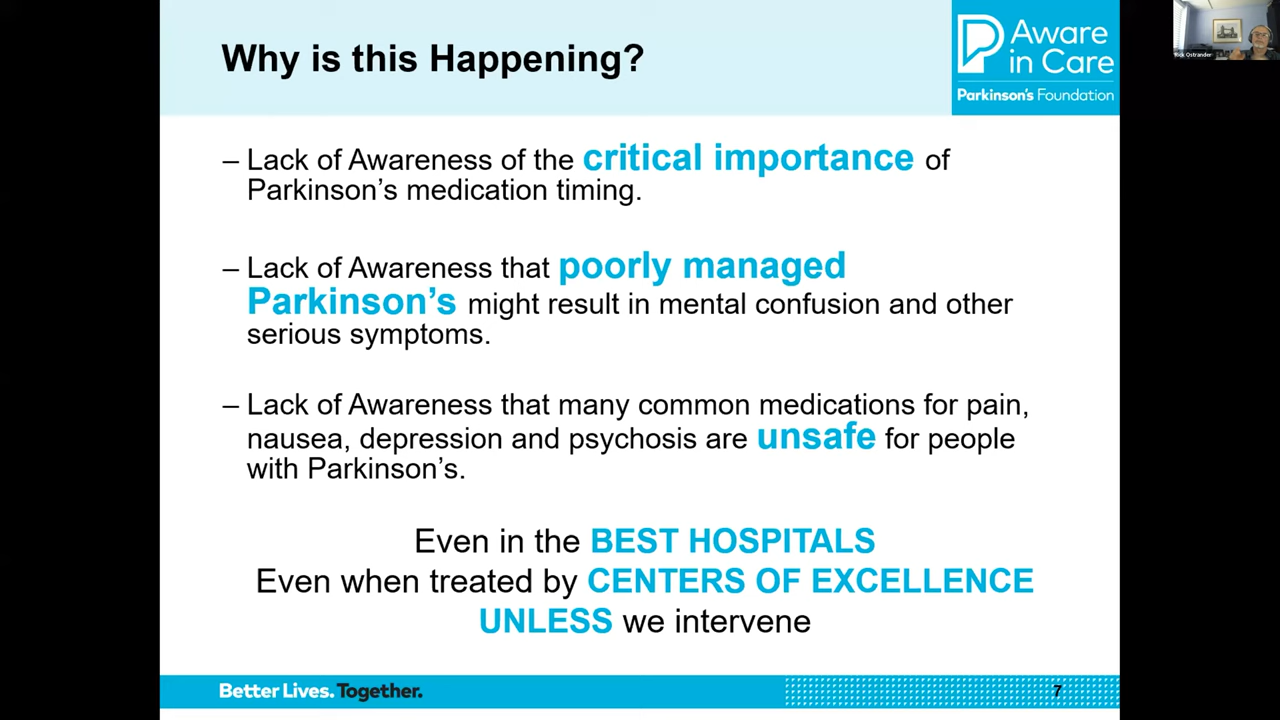 Why is this Happening?
Aware
in Care
Parkinson's Foundation
Rick Ostrander
– Lack of Awareness of the critical importance of
Parkinson's medication timing.
– Lack of Awareness that poorly managed
Parkinson's might result in mental confusion and other
serious symptoms.
– Lack of Awareness that many common medications for pain,
nausea, depression and psychosis are unsafe for people
with Parkinson's.
Even in the BEST HOSPITALS
Even when treated by CENTERS OF EXCELLENCE
UNLESS we intervene
Better Lives. Together.
7